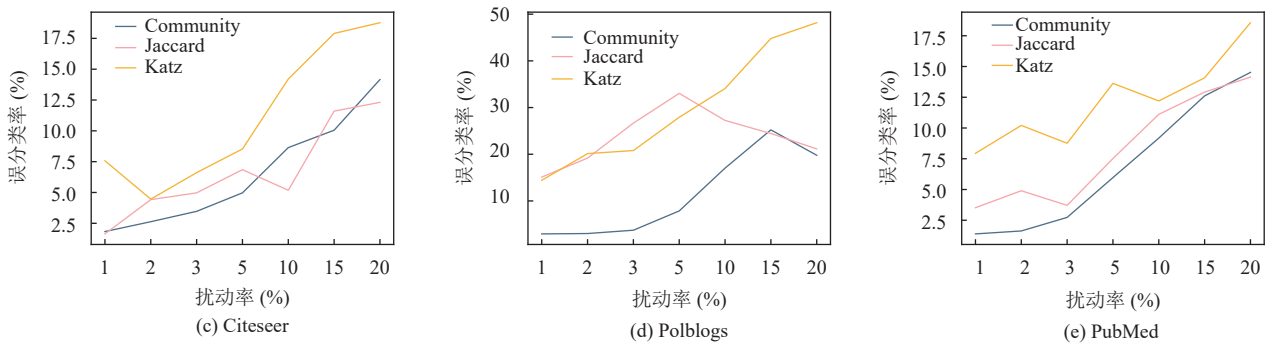 Community
Jaccard
Katz
17.5
15.0
12.5
10.0
7.5
5.0
2.5
误分类率 (%)
1 2 3 5 10 15 20
扰动率 (%)
(c) Citeseer
Community
Jaccard
Katz
50
40
30
20
10
误分类率 (%)
1 2 3 5 10 15 20
扰动率 (%)
(d) Polblogs
Community
Jaccard
Katz
17.5
15.0
12.5
10.0
7.5
5.0
2.5
误分类率 (%)
1 2 3 5 10 15 20
扰动率 (%)
(e) PubMed